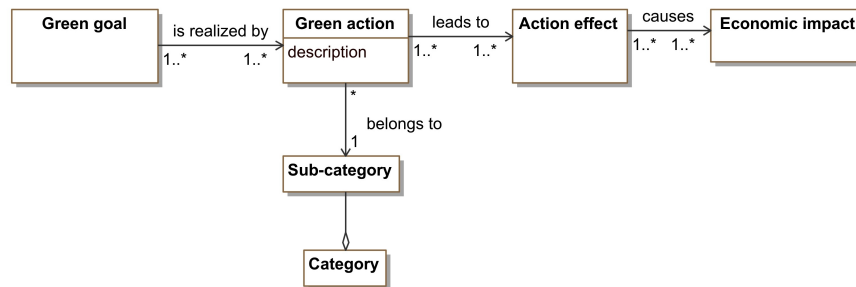 Green goal
is realized by
1..*
1..*
Green action
description
leads to
1..*
1..*
Action effect
causes
1..*
1..*
Economic impact
*
belongs to
1
Sub-category
Category